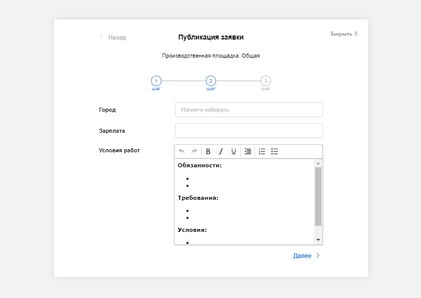 Назад
Публикация заявки
Закрыть X
Производственная площадка: Общая
1
2
3
шаг
шаг
шаг
Город
Начните набирать
Зарплата
Условия работ
B I U
Обязанности:
Требования:
Условия:
Далее